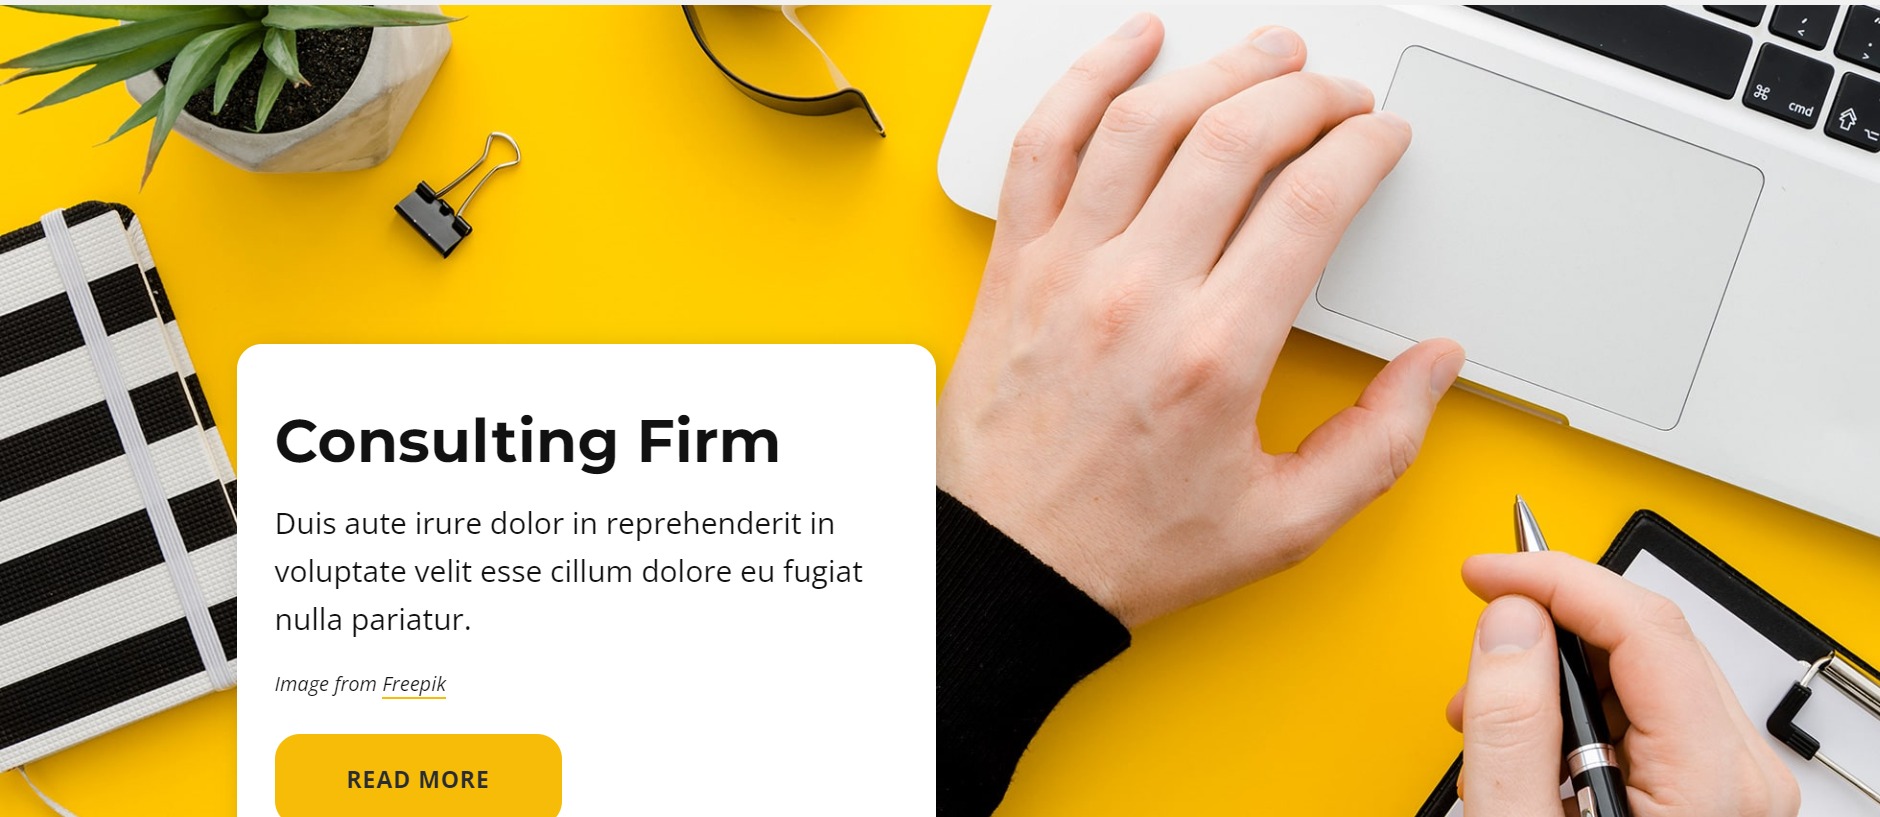 ⌘
cmd
Consulting Firm
Duis aute irure dolor in reprehenderit in
voluptate velit esse cillum dolore eu fugiat
nulla pariatur.
Image from Freepik
READ MORE